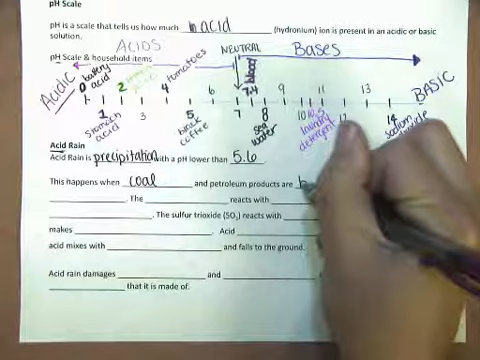 pH Scale
pH is a scale that tells us how much in acid (hydronium) ion is present in an acidic or basic
solution.
ACIDS NEUTRAL Bases
pH Scale & household items
Acidic 0 battery acid 2 4 tomatoes 6 blood 7.4 9 11 13 BASIC
1 stomach acid 3 5 black coffee 7 8 sea water 10 10.5 laundry detergent 12 14 sodium
Acid Rain
Acid Rain is precipitation with a pH lower than 5.6
This happens when coal and petroleum products are b
The reacts with
. The sulfur trioxide (SO₃) reacts with
makes . Acid
acid mixes with and falls to the ground.
Acid rain damages and
that it is made of.